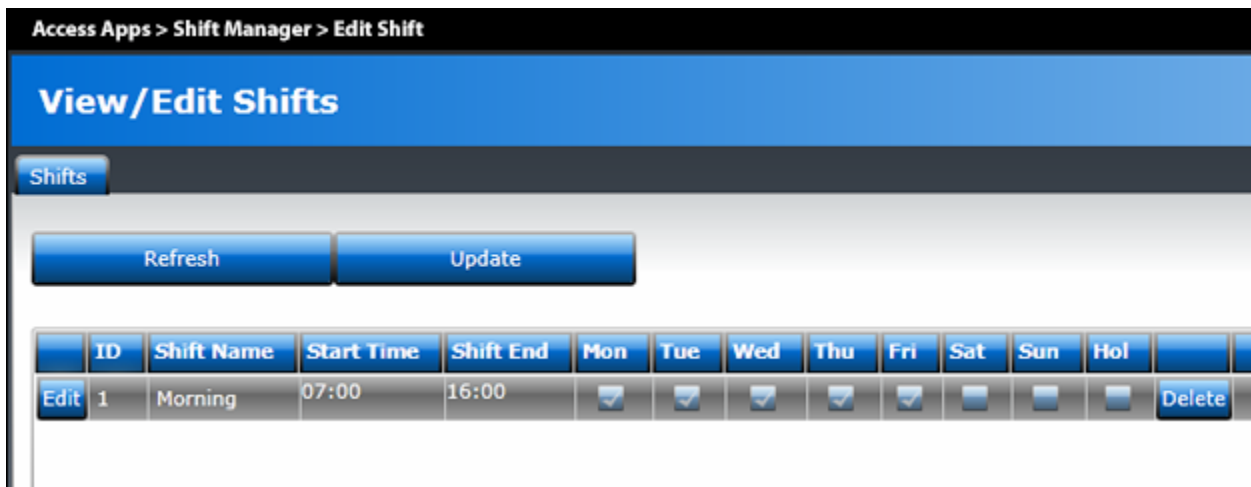 Access Apps > Shift Manager > Edit Shift
View/Edit Shifts
Shifts
Refresh Update
ID Shift Name Start Time Shift End Mon Tue Wed Thu Fri Sat Sun Hol
Edit 1 Morning 07:00 16:00 Delete